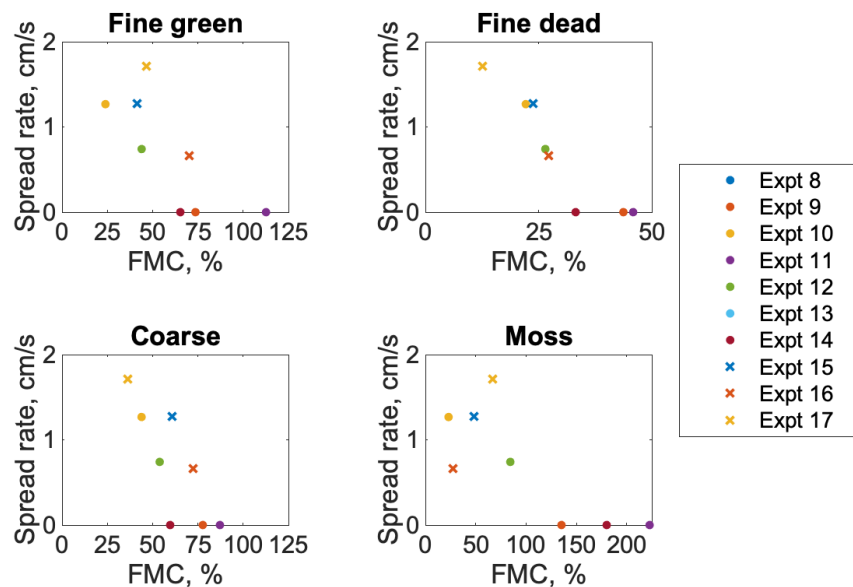 Fine green
Spread rate, cm/s
2
1
0
0 25 50 75 100 125
FMC, %
Fine dead
Spread rate, cm/s
2
1
0
0 25 50
FMC, %
Coarse
Spread rate, cm/s
2
1
0
0 25 50 75 100 125
FMC, %
Moss
Spread rate, cm/s
2
1
0
0 50 100 150 200
FMC, %
Expt 8
Expt 9
Expt 10
Expt 11
Expt 12
Expt 13
Expt 14
Expt 15
Expt 16
Expt 17